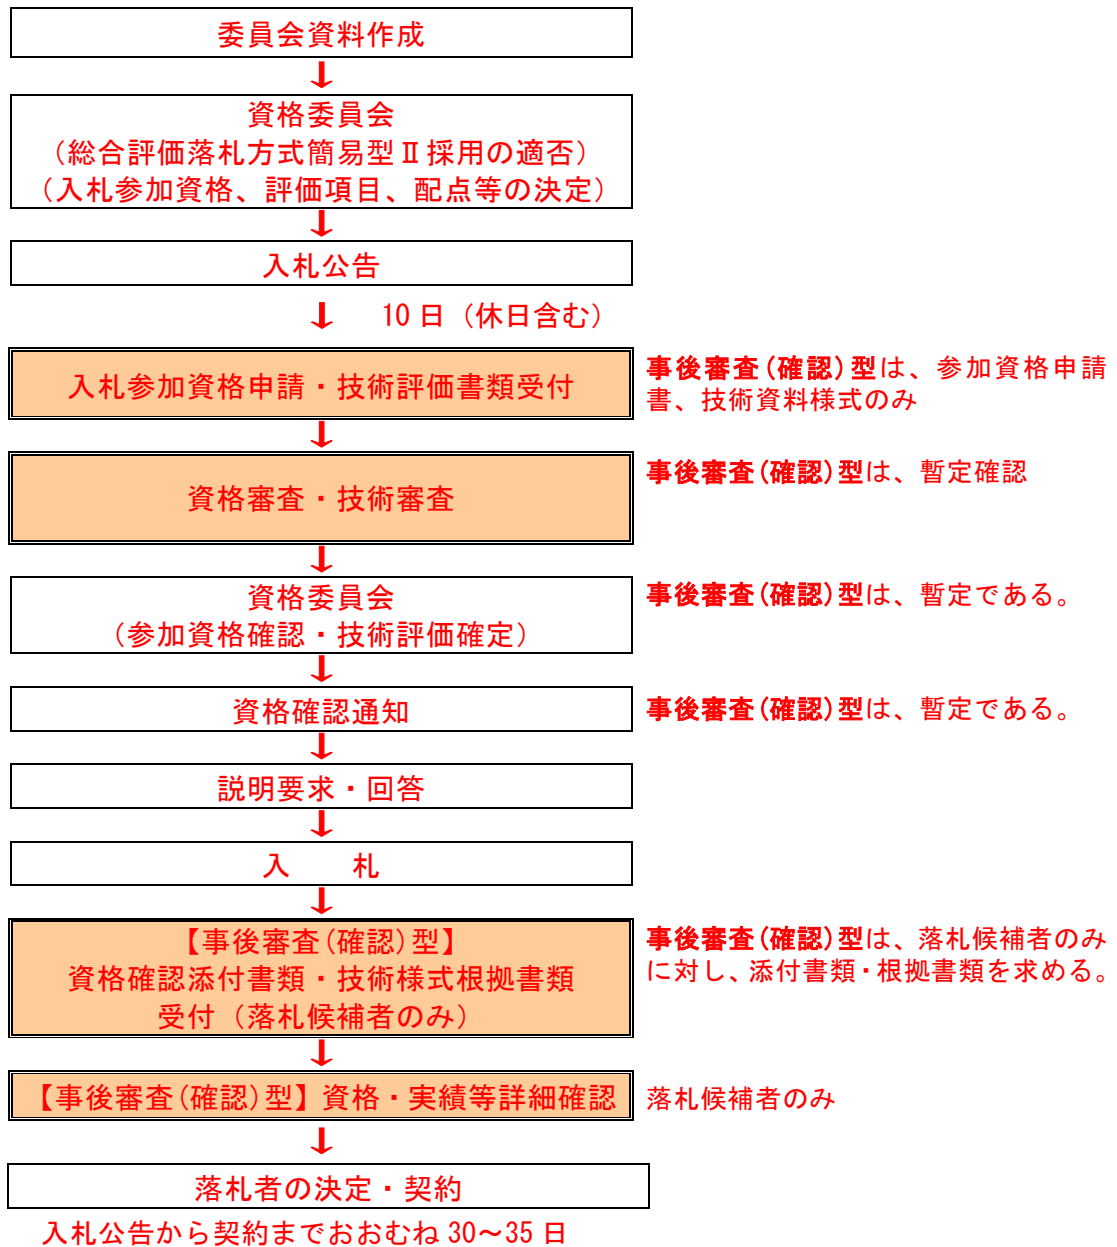 委員会資料作成
↓
資格委員会
（総合評価落札方式簡易型Ⅱ採用の適否）
（入札参加資格、評価項目、配点等の決定）
↓
入札公告
↓ 10日（休日含む）
入札参加資格申請・技術評価書類受付
事後審査(確認)型は、参加資格申請
書、技術資料様式のみ
↓
資格審査・技術審査
事後審査(確認)型は、暫定確認
↓
資格委員会
（参加資格確認・技術評価確定）
事後審査(確認)型は、暫定である。
↓
資格確認通知
事後審査(確認)型は、暫定である。
↓
説明要求・回答
↓
入　　札
↓
【事後審査(確認)型】
資格確認添付書類・技術様式根拠書類
受付（落札候補者のみ）
事後審査(確認)型は、落札候補者のみ
に対し、添付書類・根拠書類を求める。
↓
【事後審査(確認)型】資格・実績等詳細確認
落札候補者のみ
↓
落札者の決定・契約
入札公告から契約までおおむね30～35日